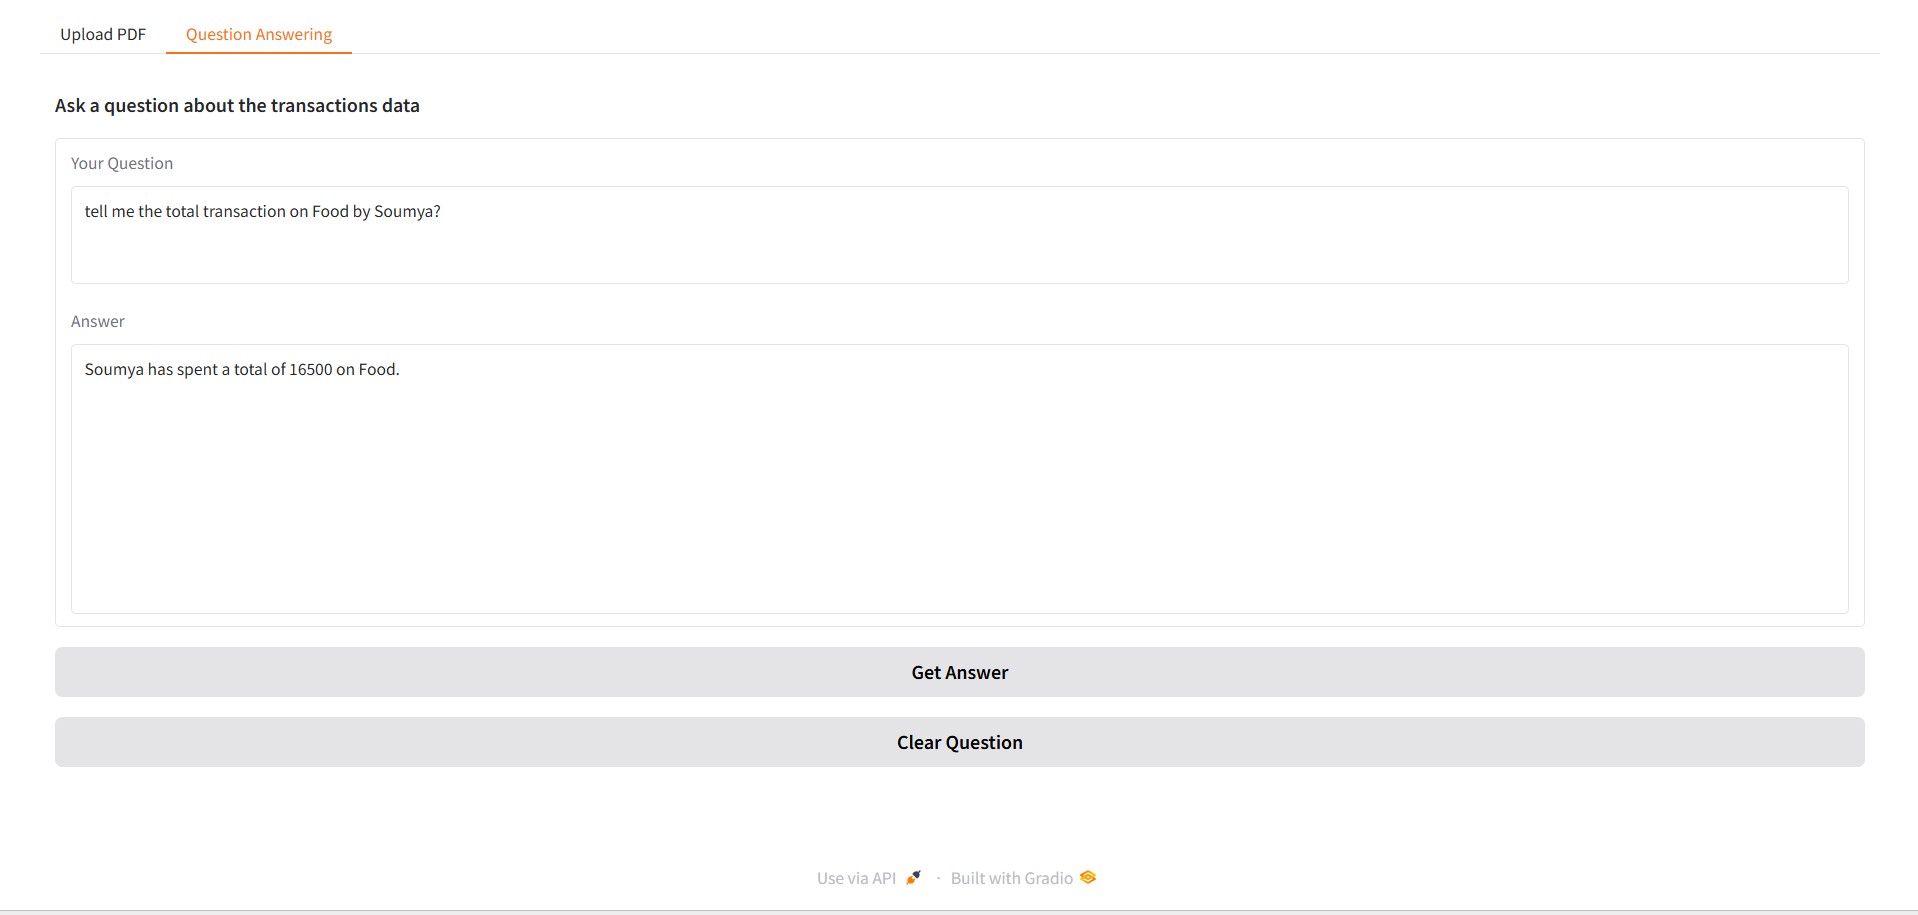 Upload PDF
Question Answering
Ask a question about the transactions data
Your Question
tell me the total transaction on Food by Soumya?
Answer
Soumya has spent a total of 16500 on Food.
Get Answer
Clear Question
Use via API · Built with Gradio